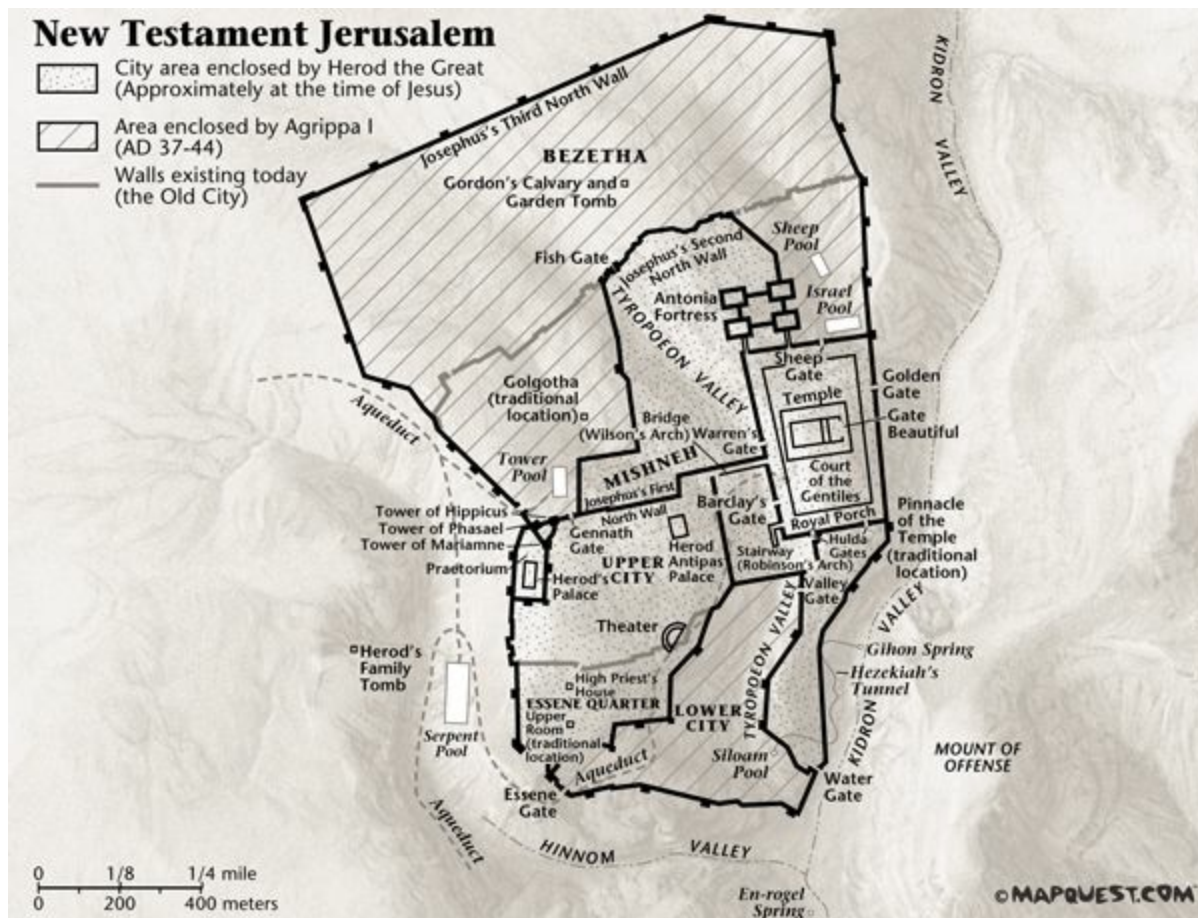 New Testament Jerusalem
City area enclosed by Herod the Great
(Approximately at the time of Jesus)
Area enclosed by Agrippa I
(AD 37-44)
Walls existing today
(the Old City)
KIDRON
VALLEY
Josephus's Third North Wall
BEZETHA
Gordon's Calvary and
Garden Tomb
Sheep
Pool
Fish Gate
Josephus's Second
North Wall
Antonia
Fortress
Israel
Pool
TYROPOEON VALLEY
Sheep
Gate
Golden
Gate
Golgotha
(traditional
location)
Temple
Gate
Beautiful
Aqueduct
Bridge
(Wilson's Arch)
Warren's
Gate
Court
of the
Gentiles
Tower
Pool
MISHNEH
Josephus's First
North Wall
Barclay's
Gate
Royal Porch
Pinnacle
of the
Temple
(traditional
location)
Tower of Hippicus
Tower of Phasael
Tower of Mariamne
Gennath
Gate
Praetorium
Herod's
Palace
UPPER
CITY
Herod
Antipas
Palace
Stairway
(Robinson's Arch)
Hulda
Gates
Valley
Gate
Theater
TYROPOEON VALLEY
VALLEY
Gihon Spring
Hezekiah's
Tunnel
Herod's
Family
Tomb
High Priest's
House
ESSENE QUARTER
Upper
Room
(traditional
location)
LOWER
CITY
KIDRON
Serpent
Pool
Siloam
Pool
MOUNT OF
OFFENSE
Aqueduct
Essene
Gate
Water
Gate
Aqueduct
HINNOM
VALLEY
En-rogel
Spring
0 1/8 1/4 mile
0 200 400 meters
©MAPQUEST.COM